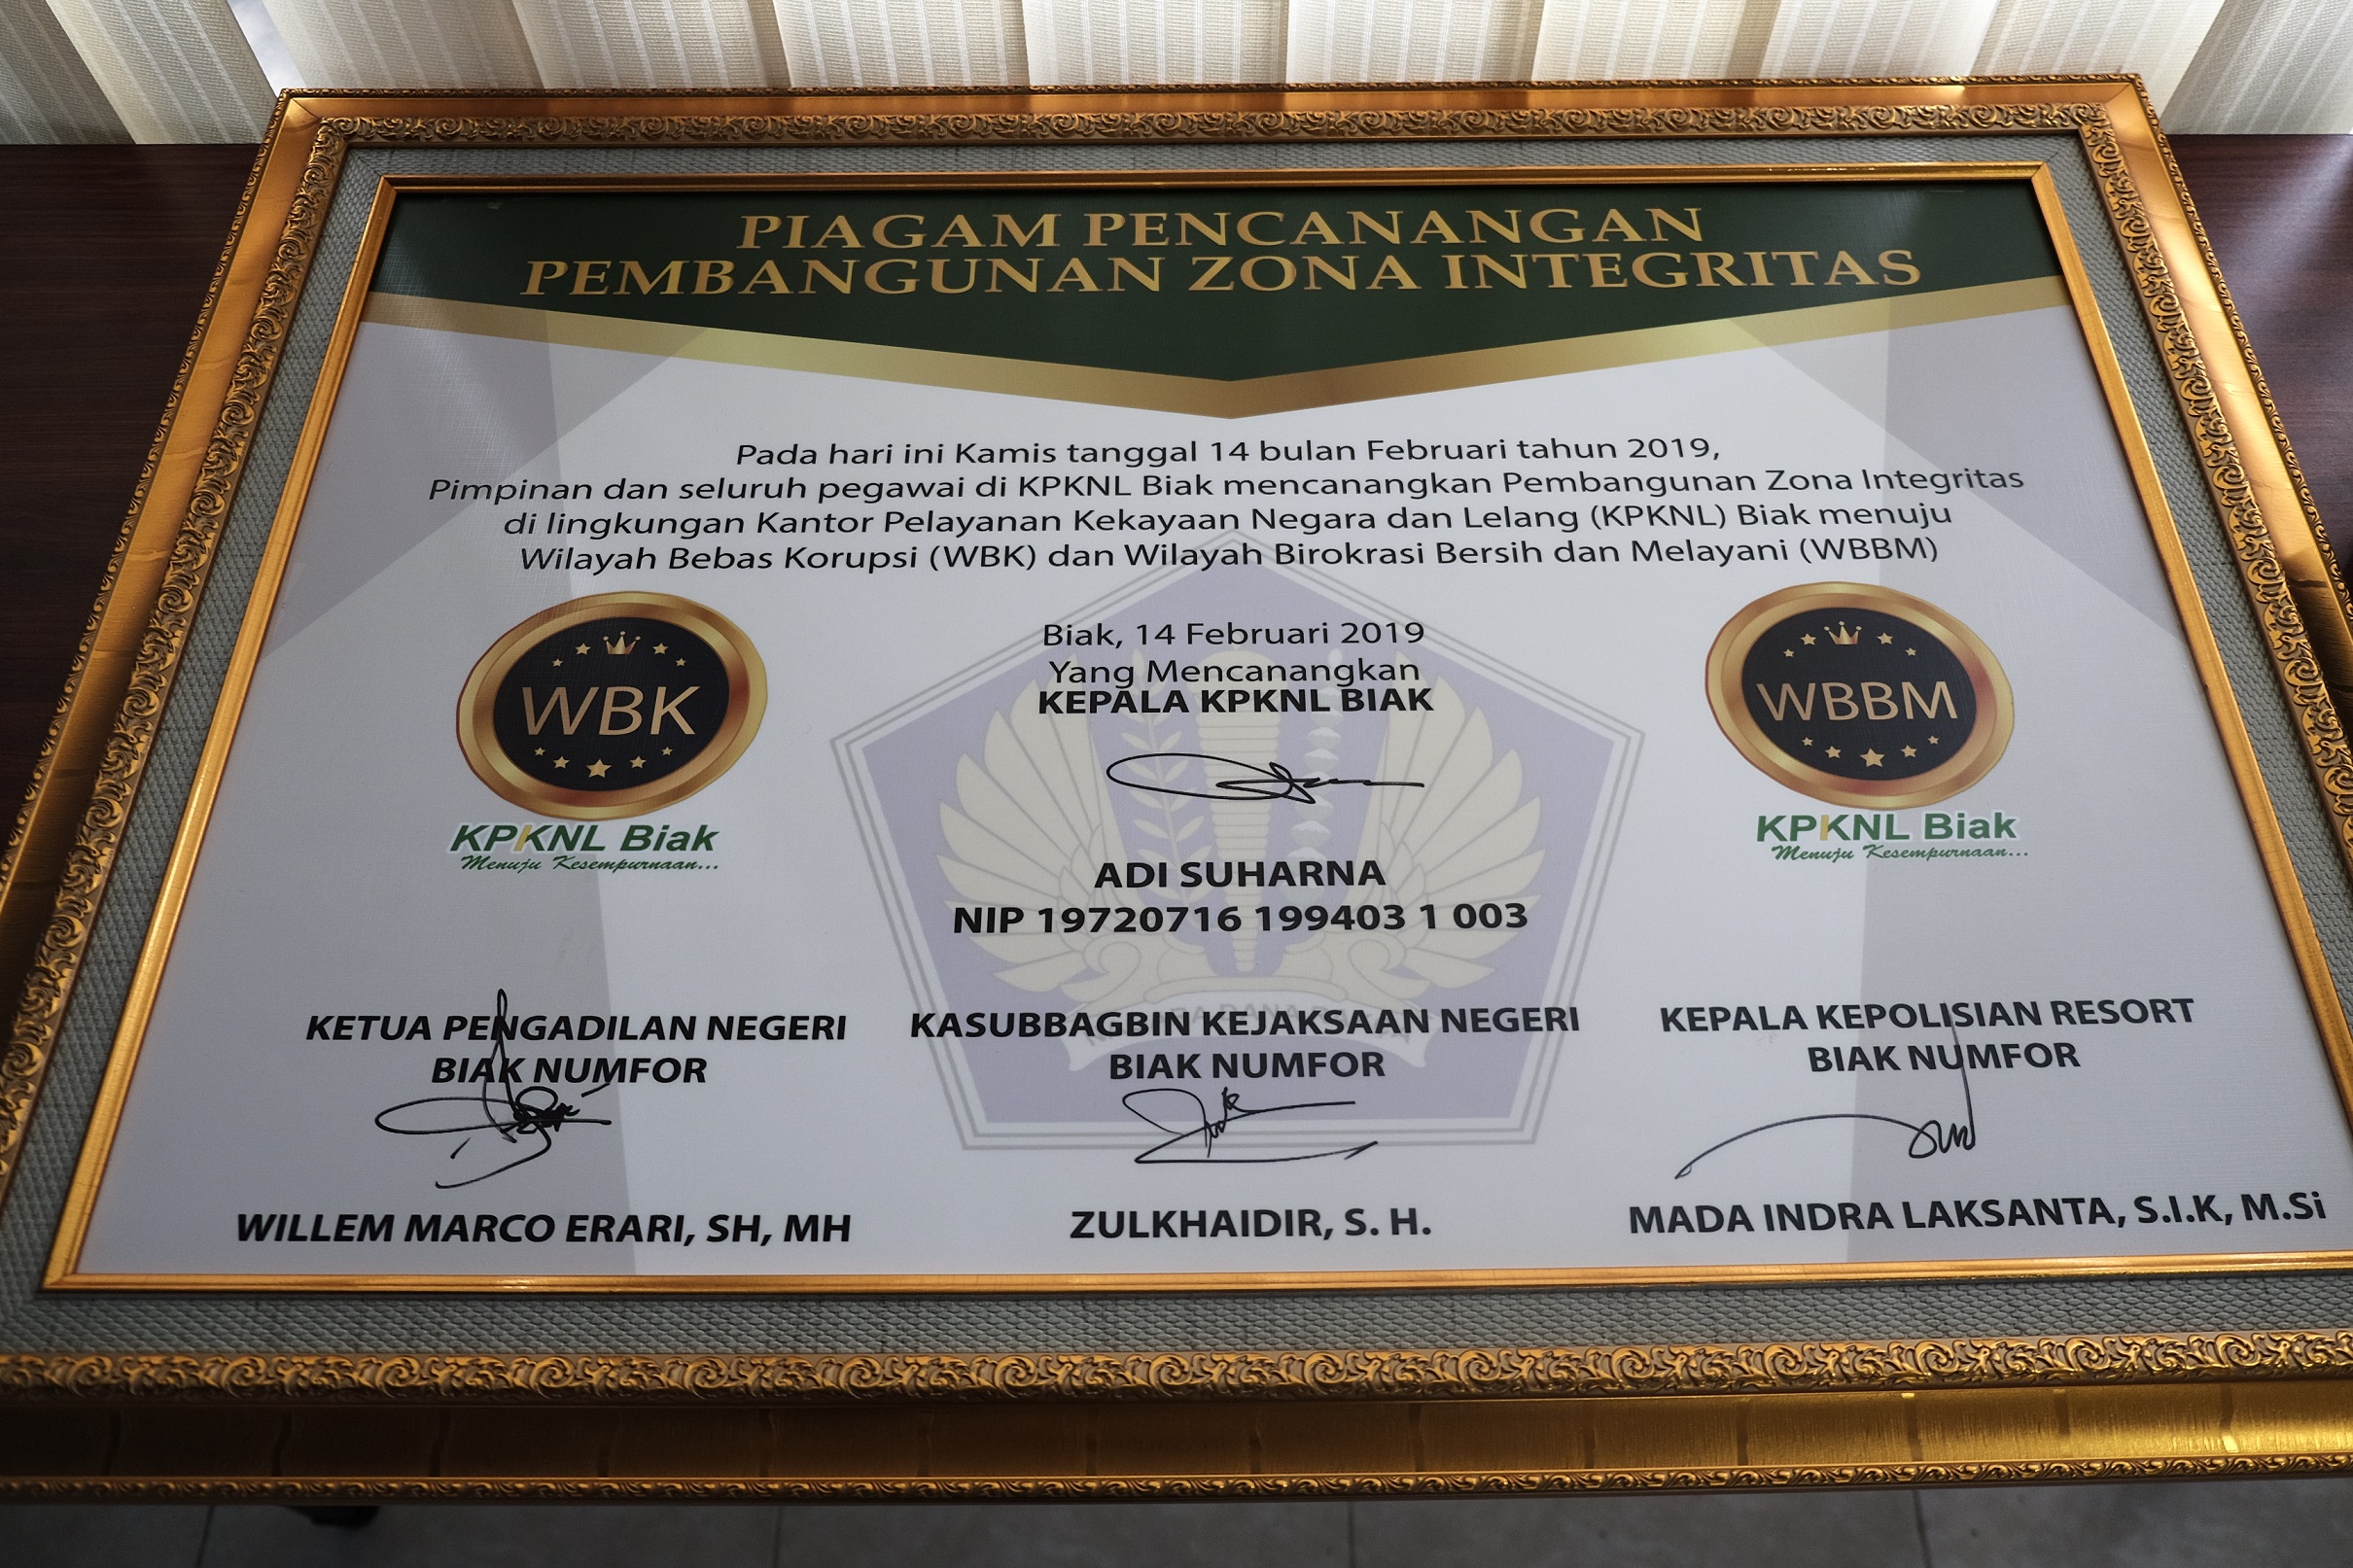 PIAGAM PENCANANGAN
PEMBANGUNAN ZONA INTEGRITAS
Pada hari ini Kamis tanggal 14 bulan Februari tahun 2019,
Pimpinan dan seluruh pegawai di KPKNL Biak mencanangkan Pembangunan Zona Integritas
di lingkungan Kantor Pelayanan Kekayaan Negara dan Lelang (KPKNL) Biak menuju
Wilayah Bebas Korupsi (WBK) dan Wilayah Birokrasi Bersih dan Melayani (WBBM)
WBK
KPKNL Biak
Menuju Kesempurnaan...
Biak, 14 Februari 2019
Yang Mencanangkan
KEPALA KPKNL BIAK
ADI SUHARNA
NIP 19720716 199403 1 003
WBBM
KPKNL Biak
Menuju Kesempurnaan...
KETUA PENGADILAN NEGERI
BIAK NUMFOR
WILLEM MARCO ERARI, SH, MH
KASUBBAGBIN KEJAKSAAN NEGERI
BIAK NUMFOR
ZULKHAIDIR, S. H.
KEPALA KEPOLISIAN RESORT
BIAK NUMFOR
MADA INDRA LAKSANTA, S.I.K, M.Si